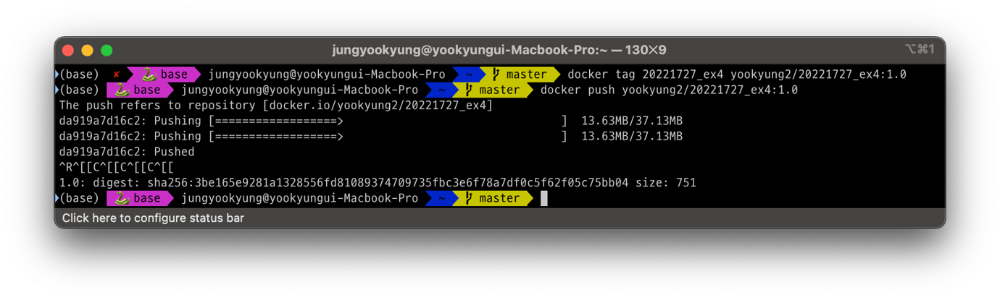 jungyookyung@yookyungui-Macbook-Pro:~ — 130×9
⌥⌘1
(base) ✘ 🐍 base jungyookyung@yookyungui-Macbook-Pro ~ master docker tag 20221727_ex4 yookyung2/20221727_ex4:1.0
(base) 🐍 base jungyookyung@yookyungui-Macbook-Pro ~ master docker push yookyung2/20221727_ex4:1.0
The push refers to repository [docker.io/yookyung2/20221727_ex4]
da919a7d16c2: Pushing [==================>                                ]  13.63MB/37.13MB
da919a7d16c2: Pushing [==================>                                ]  13.63MB/37.13MB
da919a7d16c2: Pushed
^R^[[C^[[C^[[C^[[
1.0: digest: sha256:3be165e9281a1328556fd81089374709735fbc3e6f78a7df0c5f62f05c75bb04 size: 751
(base) 🐍 base jungyookyung@yookyungui-Macbook-Pro ~ master
Click here to configure status bar